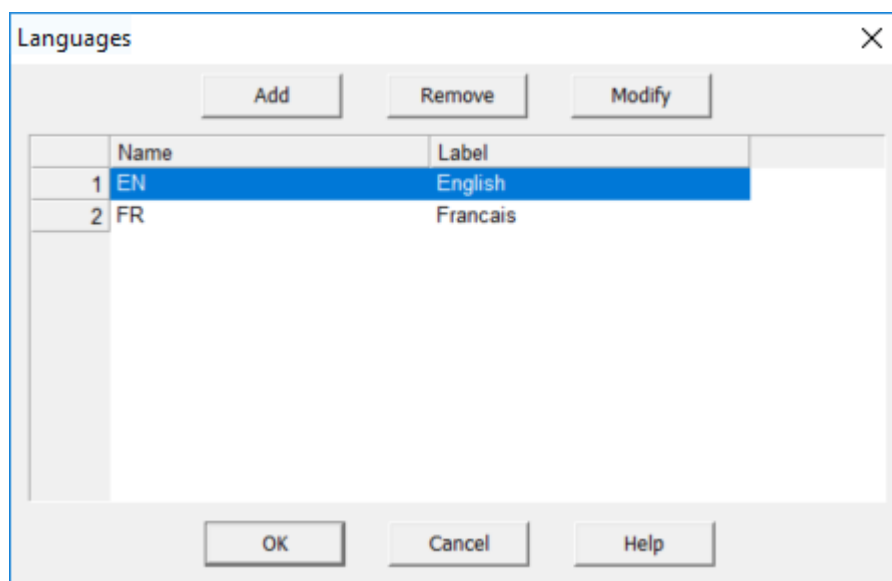 Languages
Add Remove Modify
Name Label
1 EN English
2 FR Francais
OK Cancel Help